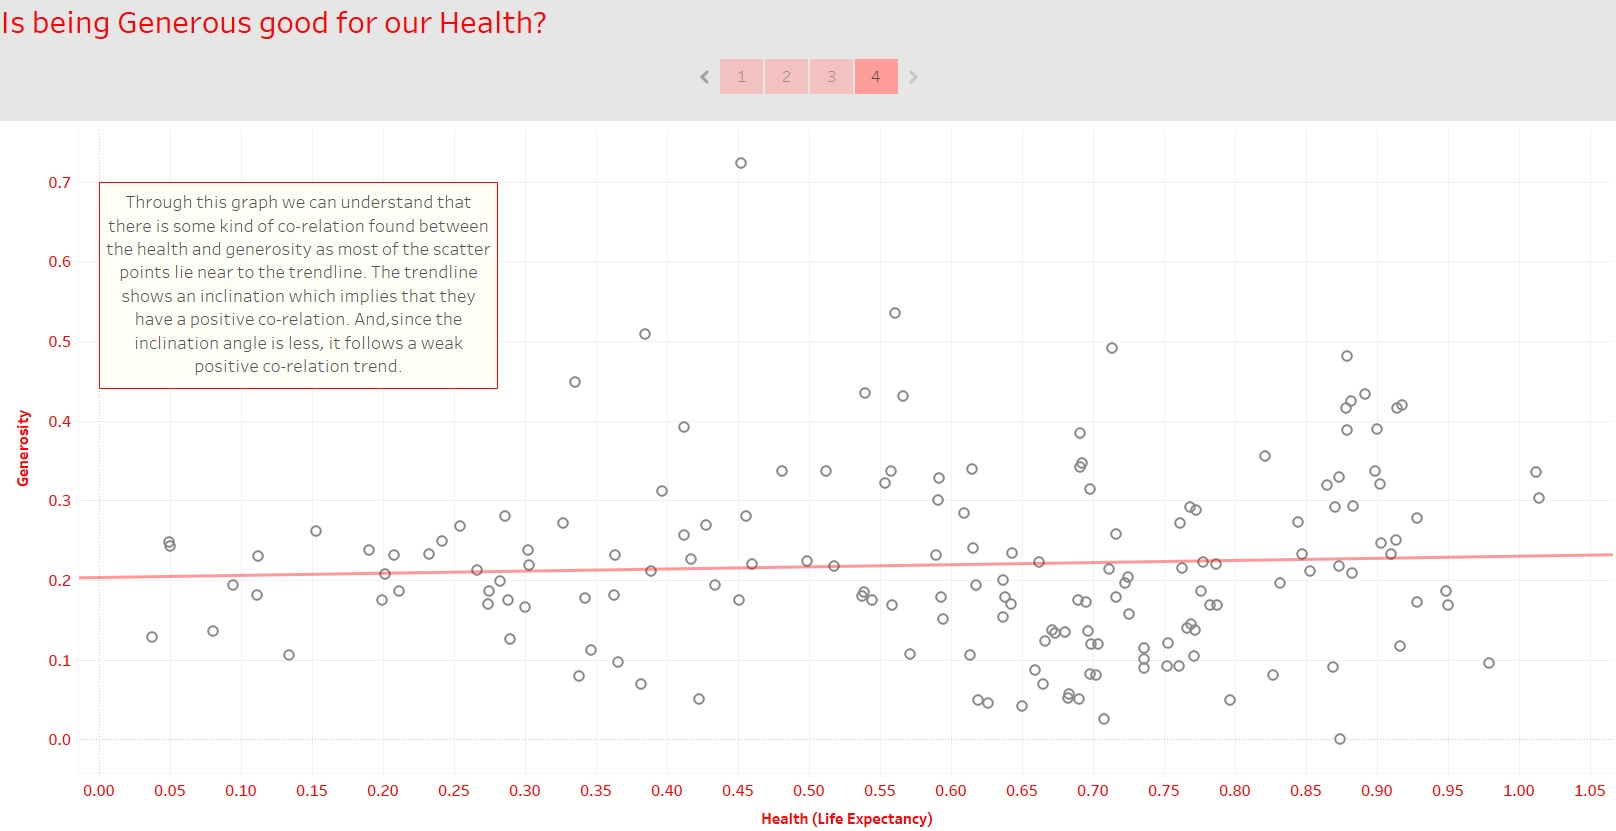 Is being Generous good for our Health?
1 2 3 4
Through this graph we can understand that
there is some kind of co-relation found between
the health and generosity as most of the scatter
points lie near to the trendline. The trendline
shows an inclination which implies that they
have a positive co-relation. And,since the
inclination angle is less, it follows a weak
positive co-relation trend.
Generosity
0.7
0.6
0.5
0.4
0.3
0.2
0.1
0.0
0.00 0.05 0.10 0.15 0.20 0.25 0.30 0.35 0.40 0.45 0.50 0.55 0.60 0.65 0.70 0.75 0.80 0.85 0.90 0.95 1.00 1.05
Health (Life Expectancy)